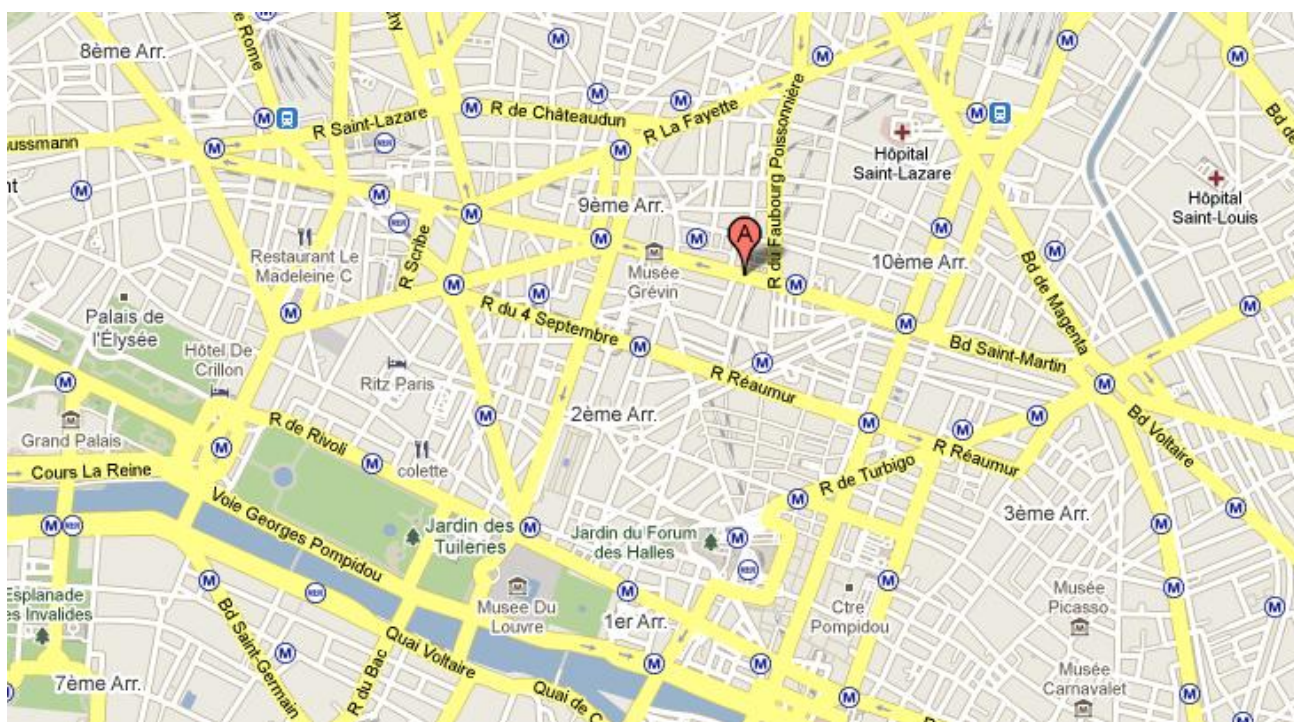 8ème Arr.
R de Rome
R Saint-Lazare
R de Châteaudun
R La Fayette
R du Faubourg Poissonnière
Hôpital
Saint-Lazare
Bd de Magenta
Hôpital
Saint-Louis
ussmann
nt
9ème Arr.
A
Restaurant Le
Madeleine C
R Scribe
Musée
Grévin
10ème Arr.
Palais de
l'Élysée
Hôtel De
Crillon
R du 4 Septembre
Bd Saint-Martin
Ritz Paris
R Réaumur
2ème Arr.
Grand Palais
R de Rivoli
colette
Bd Voltaire
R Réaumur
Cours La Reine
R de Turbigo
3ème Arr.
Voie Georges Pompidou
Jardin des
Tuileries
Jardin du Forum
des Halles
Esplanade
es Invalides
Musee Du
Louvre
1er Arr.
Ctre
Pompidou
Musée
Picasso
Bd Saint-Germain
R du Bac
Quai Voltaire
Quai de C
7ème Arr.
Musée
Carnavalet